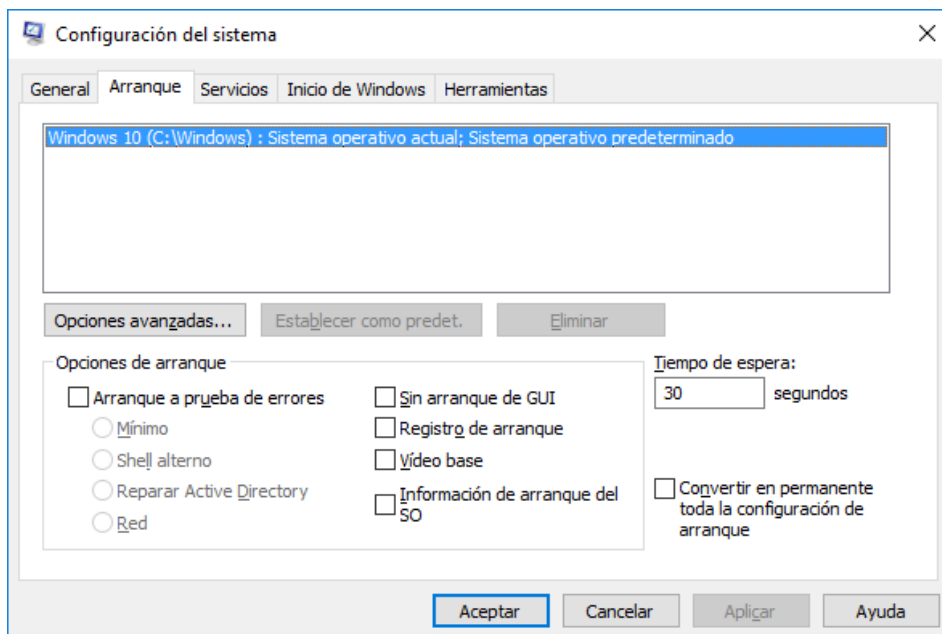 Configuración del sistema
General Arranque Servicios Inicio de Windows Herramientas
Windows 10 (C:\Windows) : Sistema operativo actual; Sistema operativo predeterminado
Opciones avanzadas... Establecer como predet. Eliminar
Opciones de arranque
Arranque a prueba de errores
Mínimo
Shell alterno
Reparar Active Directory
Red
Sin arranque de GUI
Registro de arranque
Vídeo base
Información de arranque del
SO
Tiempo de espera:
30 segundos
Convertir en permanente
toda la configuración de
arranque
Aceptar Cancelar Aplicar Ayuda